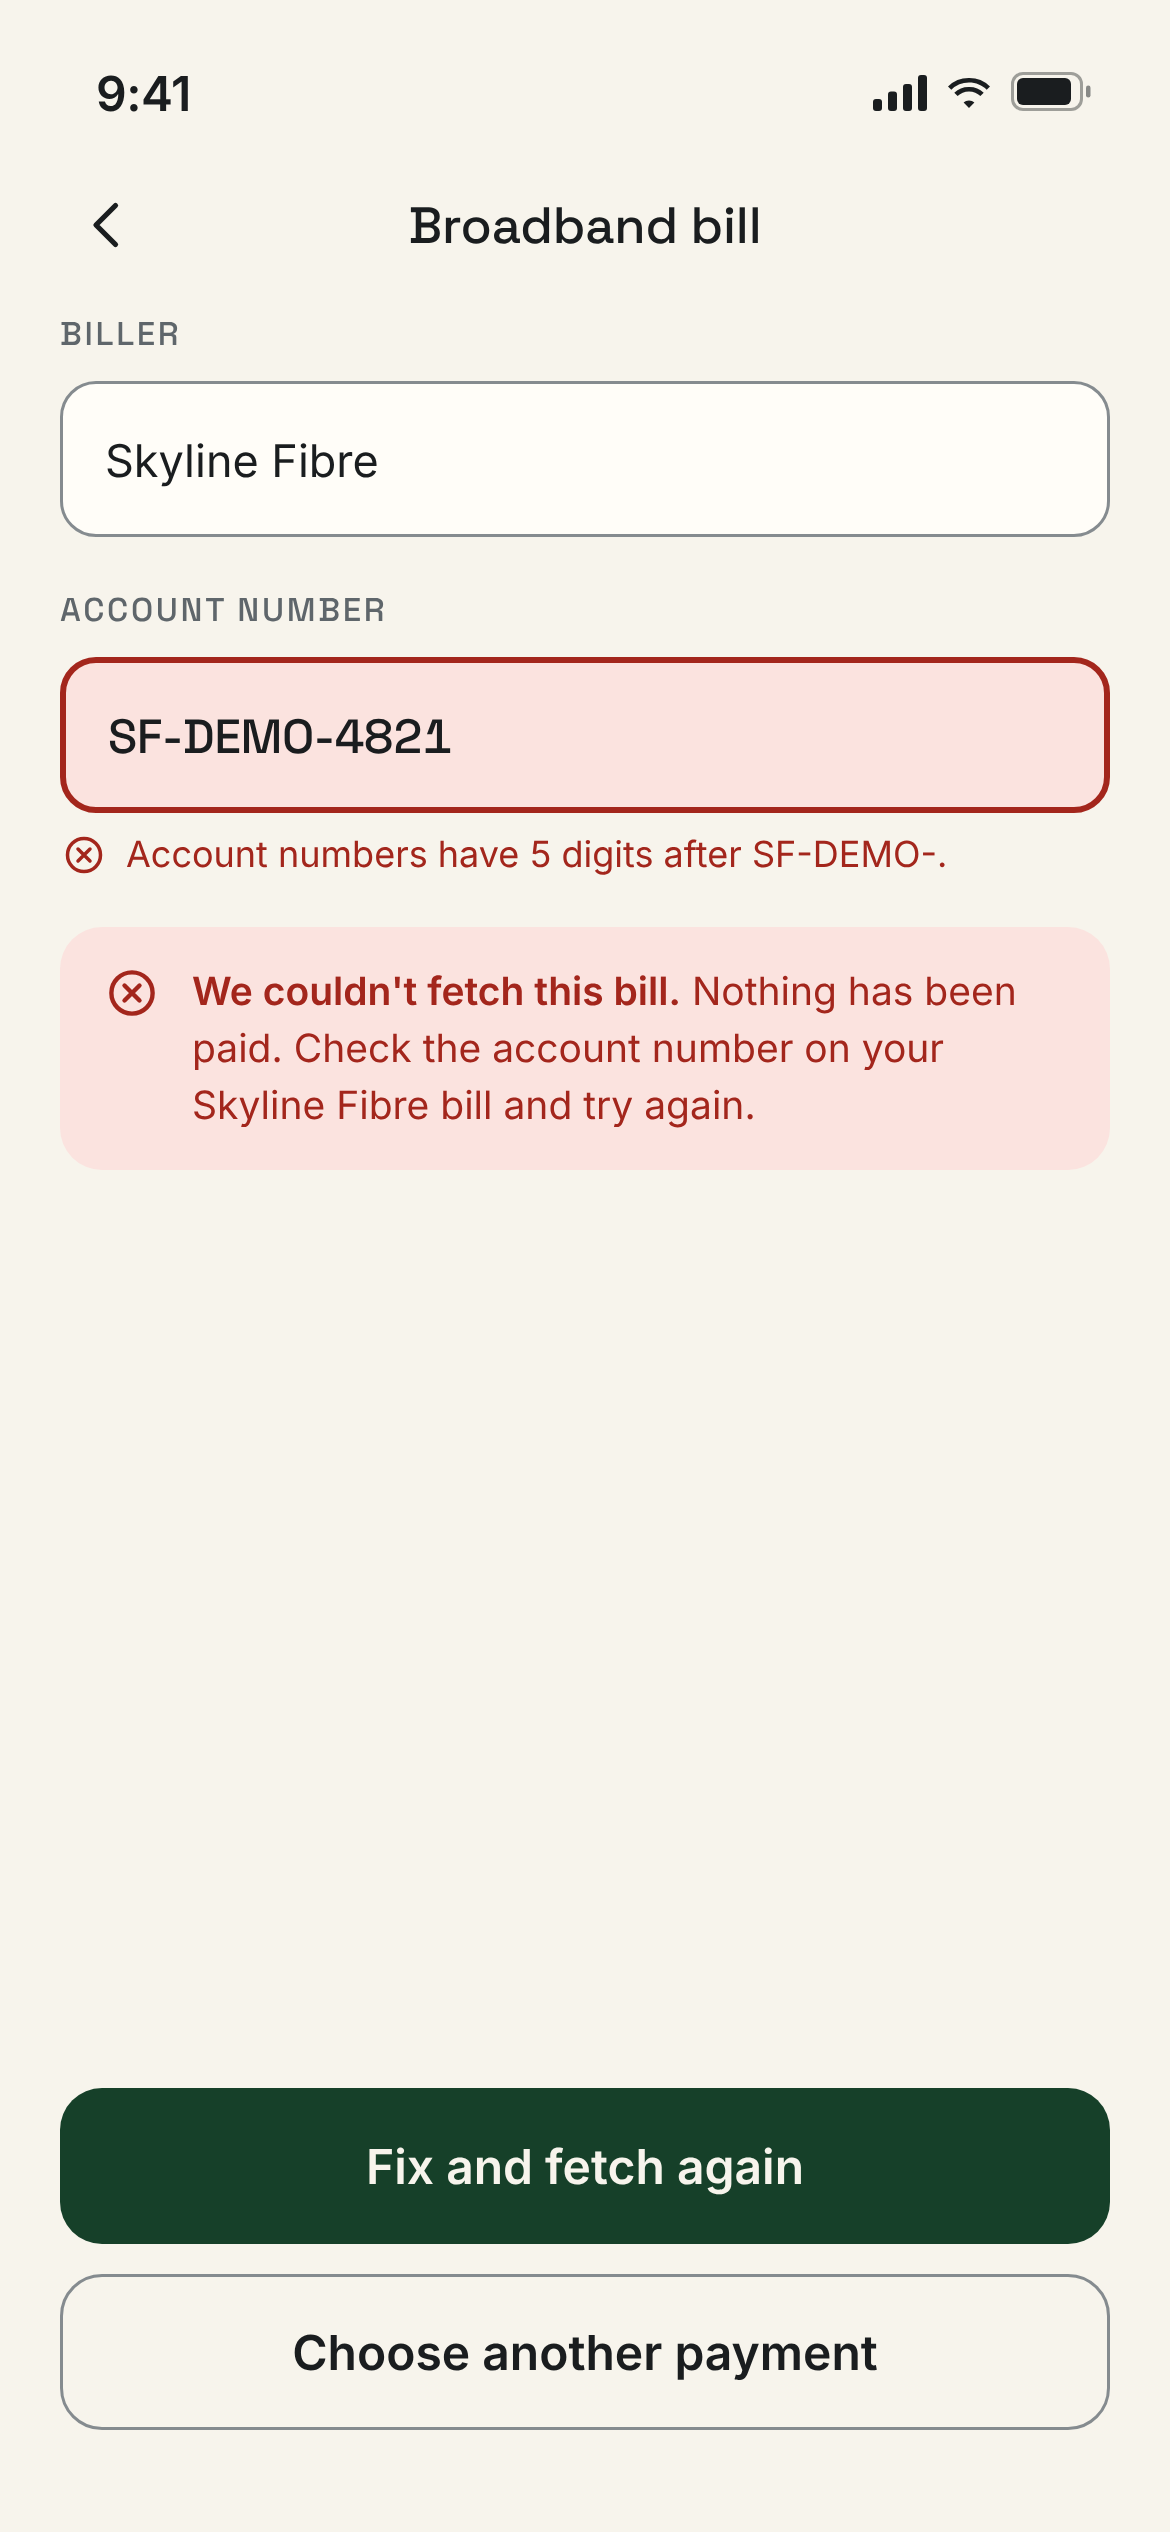 9:41
Broadband bill
BILLER
Skyline Fibre
ACCOUNT NUMBER
SF-DEMO-4821
Account numbers have 5 digits after SF-DEMO-.
We couldn't fetch this bill. Nothing has been
paid. Check the account number on your
Skyline Fibre bill and try again.
Fix and fetch again
Choose another payment